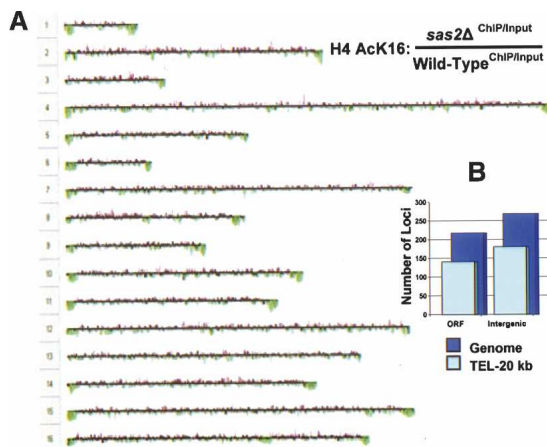 A
1
2
3
4
5
6
7
8
9
10
11
12
13
14
15
16
H4 AcK16: sas2Δ ChIP/Input
Wild-Type ChIP/Input
B
Number of Loci
300
250
200
150
100
50
0
ORF Intergenic
Genome
TEL-20 kb